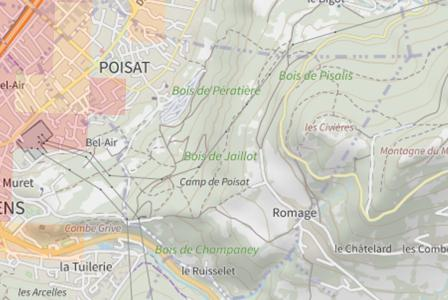 le Bigot
POISAT
Bois de Pisalis
el-Air
Bois de Pératière
les Civières
Bel-Air
Montagne du M
Bois de Jaillot
Muret
Camp de Poisat
ENS
Romage
Combe Grive
Bois de Champaney
le Châtelard
les Comb
la Tuilerie
le Ruisselet
les Arcelles